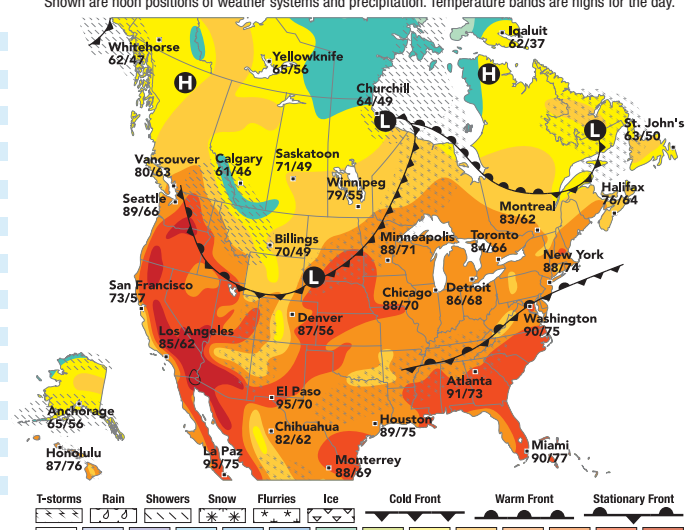 Shown are noon positions of weather systems and precipitation. Temperature bands are highs for the day.
Whitehorse
62/47
Yellowknife
65/56
Iqaluit
62/37
H
H
Churchill
64/49
L
L
St. John's
63/50
Vancouver
80/63
Calgary
61/46
Saskatoon
71/49
Winnipeg
79/55
Halifax
76/64
Seattle
89/66
Montreal
83/62
Billings
70/49
Minneapolis
88/71
Toronto
84/66
New York
88/74
L
San Francisco
73/57
Chicago
88/70
Detroit
86/68
Denver
87/56
Washington
90/75
Los Angeles
85/62
Atlanta
91/73
El Paso
95/70
Anchorage
65/56
Chihuahua
82/62
Houston
89/75
Honolulu
87/76
La Paz
95/75
Monterrey
88/69
Miami
90/77
T-storms Rain Showers Snow Flurries Ice Cold Front Warm Front Stationary Front